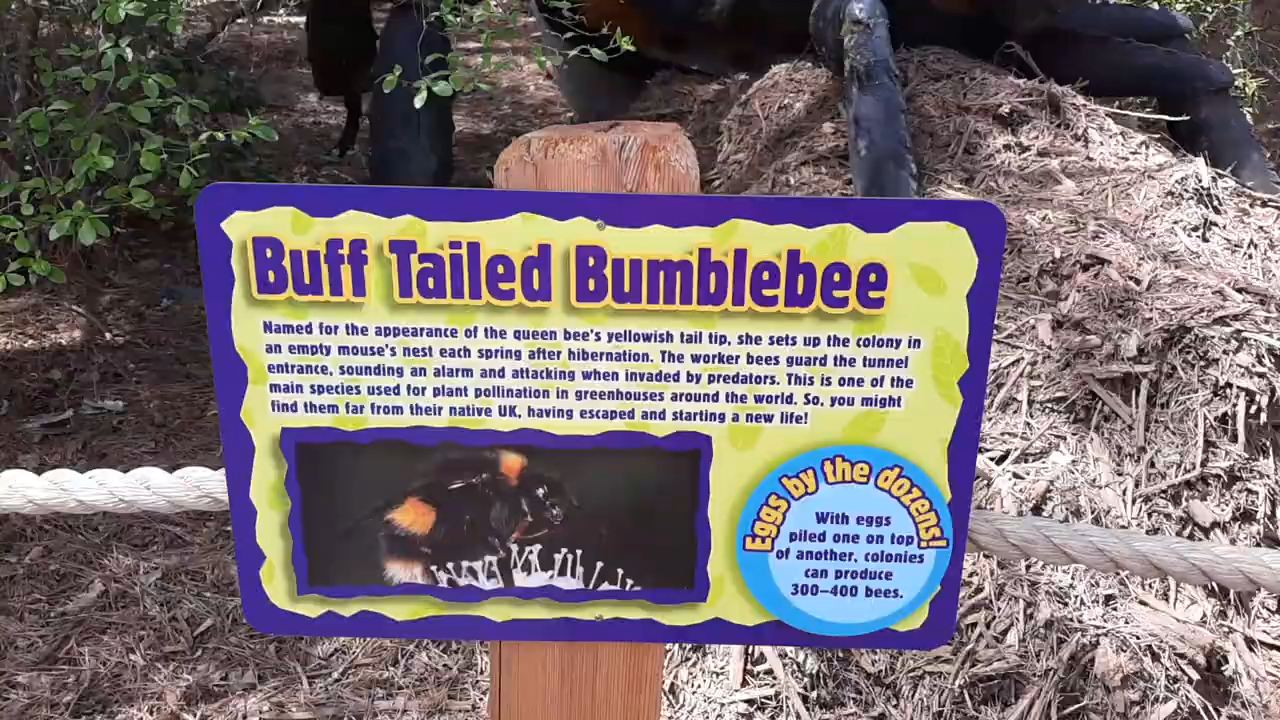 Buff Tailed Bumblebee
Named for the appearance of the queen bee's yellowish tail tip, she sets up the colony in
an empty mouse's nest each spring after hibernation. The worker bees guard the tunnel
entrance, sounding an alarm and attacking when invaded by predators. This is one of the
main species used for plant pollination in greenhouses around the world. So, you might
find them far from their native UK, having escaped and starting a new life!
Eggs by the dozens!
With eggs
piled one on top
of another, colonies
can produce
300–400 bees.